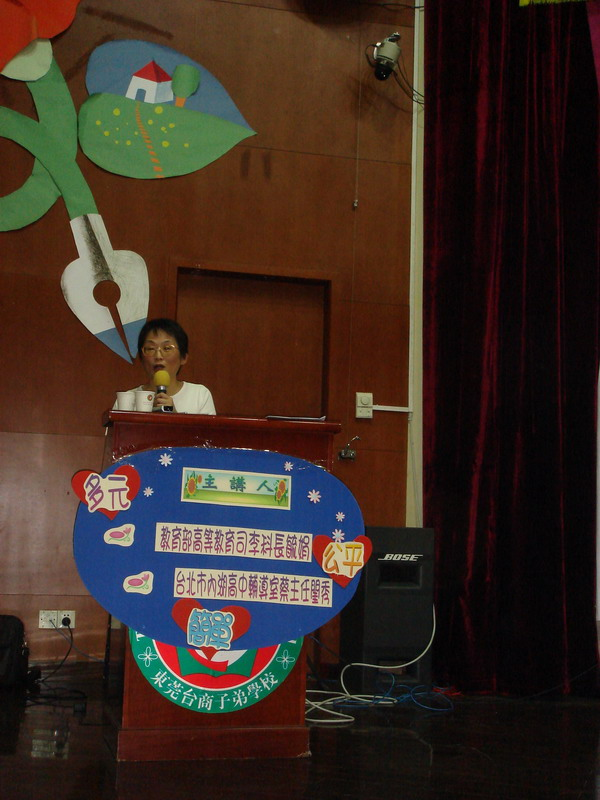 主講人
多元
教育部高等教育司李科長毓娟
公平
台北市內湖高中輔導室蔡主任壁秀
簡單
東莞台商子弟學校
BOSE